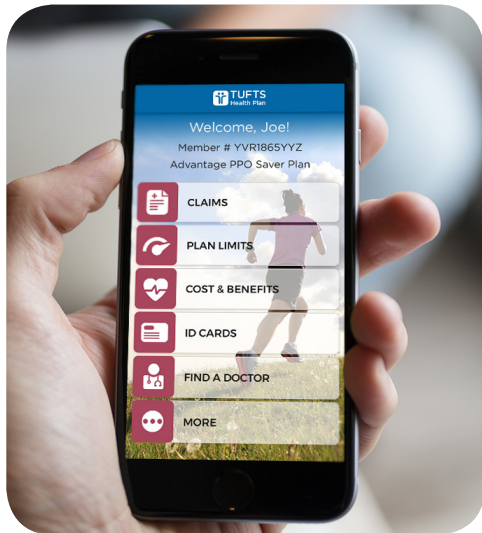 TUFTS
Health Plan
Welcome, Joe!
Member # YVR1865YYZ
Advantage PPO Saver Plan
CLAIMS
PLAN LIMITS
COST & BENEFITS
ID CARDS
FIND A DOCTOR
MORE